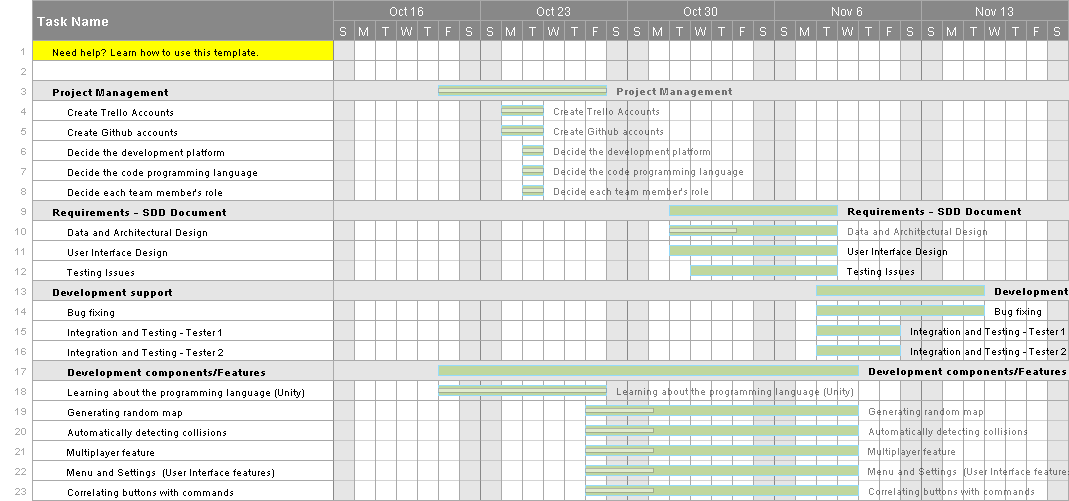 Task Name
Oct 16 Oct 23 Oct 30 Nov 6 Nov 13
S M T W T F S S M T W T F S S M T W T F S S M T W T F S S M T W T F S
1 Need help? Learn how to use this template.
2
3 Project Management Project Management
4 Create Trello Accounts Create Trello Accounts
5 Create Github accounts Create Github accounts
6 Decide the development platform Decide the development platform
7 Decide the code programming language Decide the code programming language
8 Decide each team member's role Decide each team member's role
9 Requirements - SDD Document Requirements - SDD Document
10 Data and Architectural Design Data and Architectural Design
11 User Interface Design User Interface Design
12 Testing Issues Testing Issues
13 Development support Development
14 Bug fixing Bug fixing
15 Integration and Testing - Tester 1 Integration and Testing - Tester 1
16 Integration and Testing - Tester 2 Integration and Testing - Tester 2
17 Development components/Features Development components/Features
18 Learning about the programming language (Unity) Learning about the programming language (Unity)
19 Generating random map Generating random map
20 Automatically detecting collisions Automatically detecting collisions
21 Multiplayer feature Multiplayer feature
22 Menu and Settings (User Interface features) Menu and Settings (User Interface feature
23 Correlating buttons with commands Correlating buttons with commands